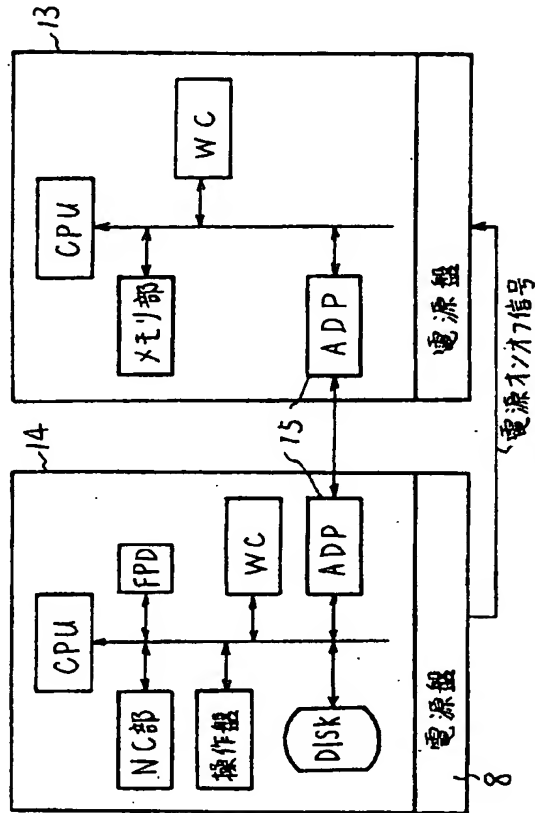 14
CPU
FPD
NC部
操作盤
WC
DISK
ADP
15
電源盤
8
13
CPU
メモリ部
WC
ADP
電源盤
電源オンオフ信号